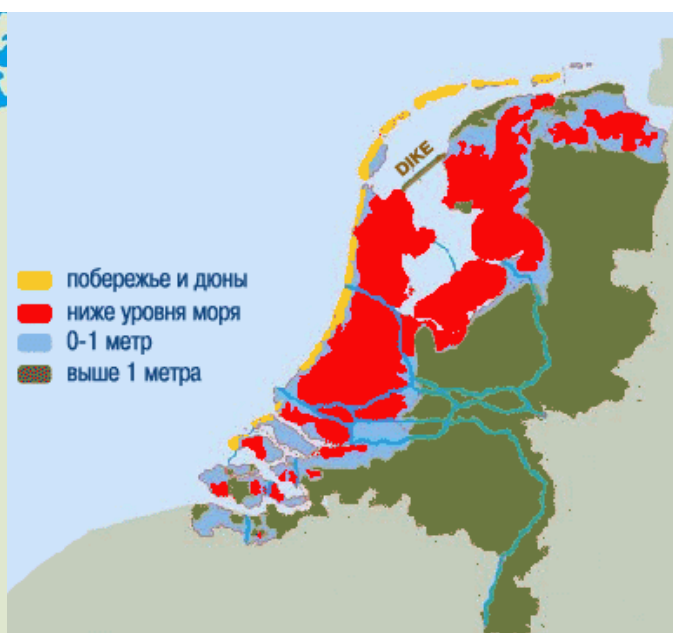 DIKE
побережье и дюны
ниже уровня моря
0-1 метр
выше 1 метра